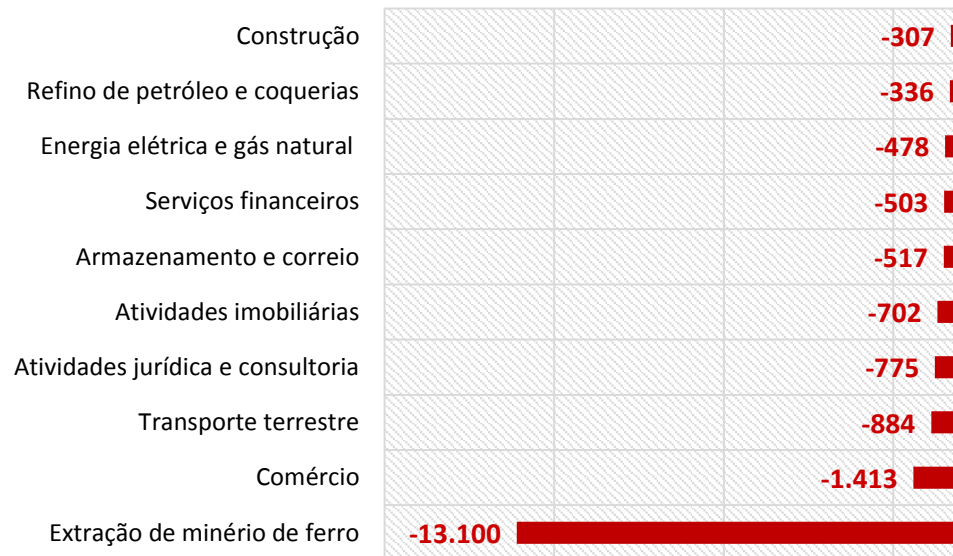 Construção -307
Refino de petróleo e coquerias -336
Energia elétrica e gás natural -478
Serviços financeiros -503
Armazenamento e correio -517
Atividades imobiliárias -702
Atividades jurídica e consultoria -775
Transporte terrestre -884
Comércio -1.413
Extração de minério de ferro -13.100